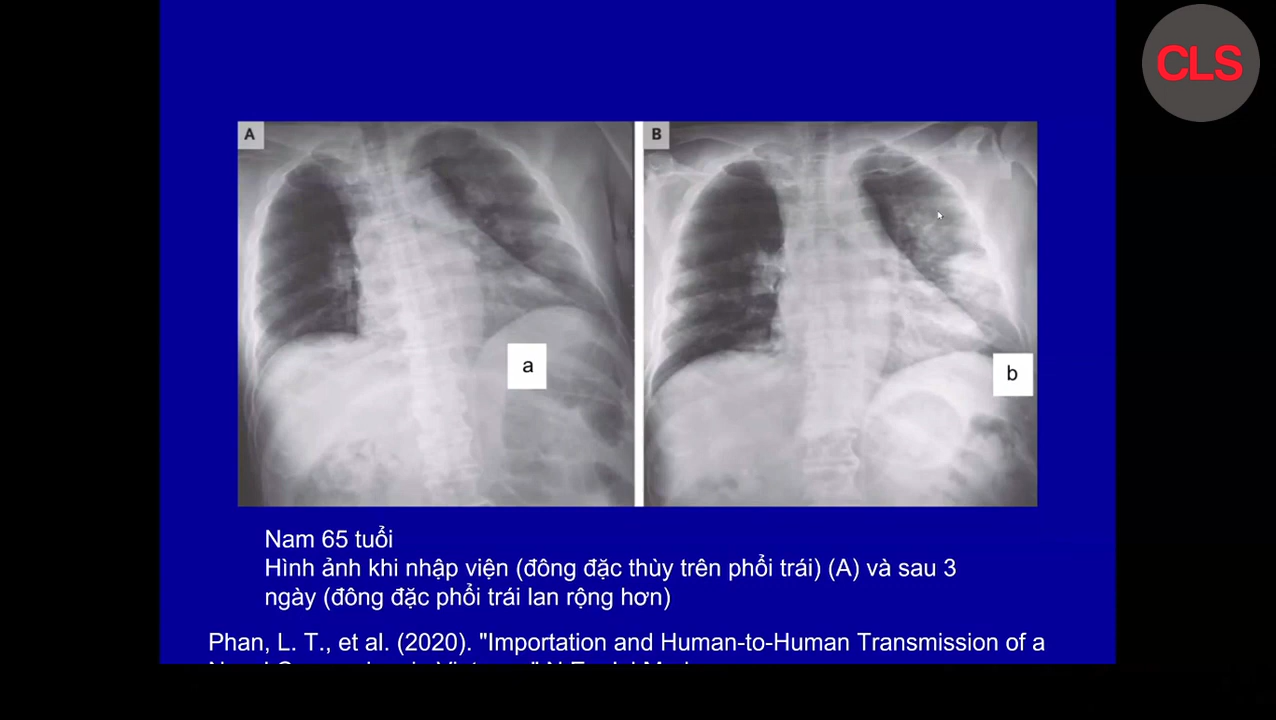 CLS
A
B
a
b
Nam 65 tuổi
Hình ảnh khi nhập viện (đông đặc thùy trên phổi trái) (A) và sau 3
ngày (đông đặc phổi trái lan rộng hơn)
Phan, L. T., et al. (2020). "Importation and Human-to-Human Transmission of a